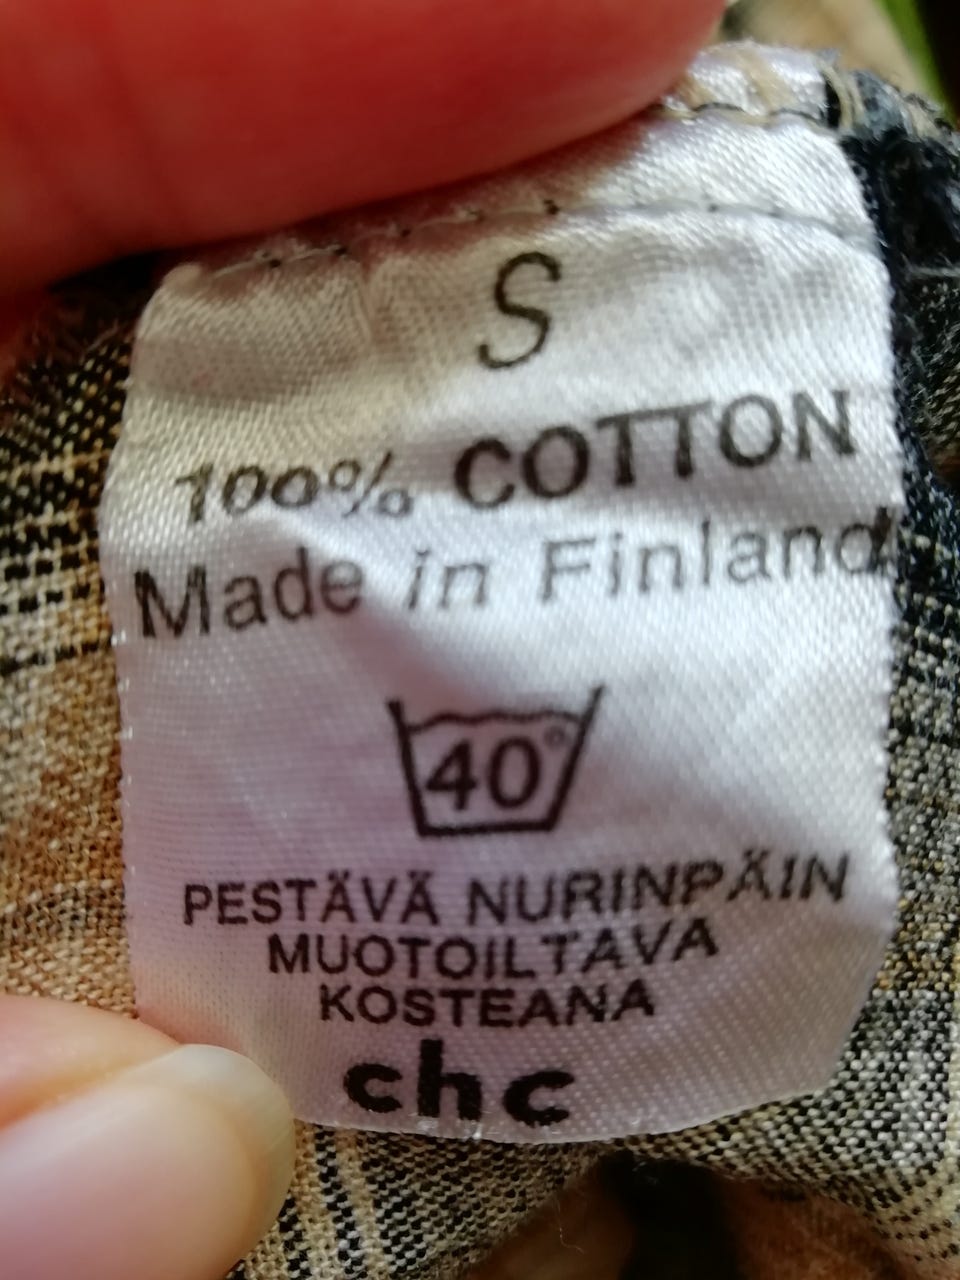 S
100% COTTON
Made in Finland
40°
PESTÄVÄ NURINPÄIN
MUOTOILTAVA
KOSTEANA
chc